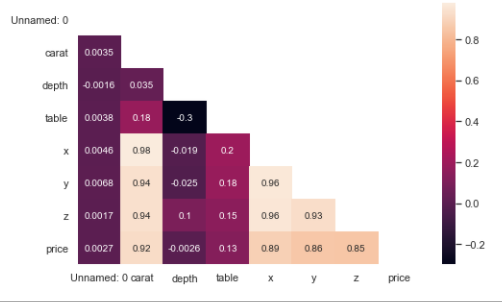 Unnamed: 0
carat 0.0035
depth -0.0016 0.035
table 0.0038 0.18 -0.3
x 0.0046 0.98 -0.019 0.2
y 0.0068 0.94 -0.025 0.18 0.96
z 0.0017 0.94 0.1 0.15 0.96 0.93
price 0.0027 0.92 -0.0026 0.13 0.89 0.86 0.85
Unnamed: 0 carat depth table x y z price
0.8
0.6
0.4
0.2
0.0
−0.2